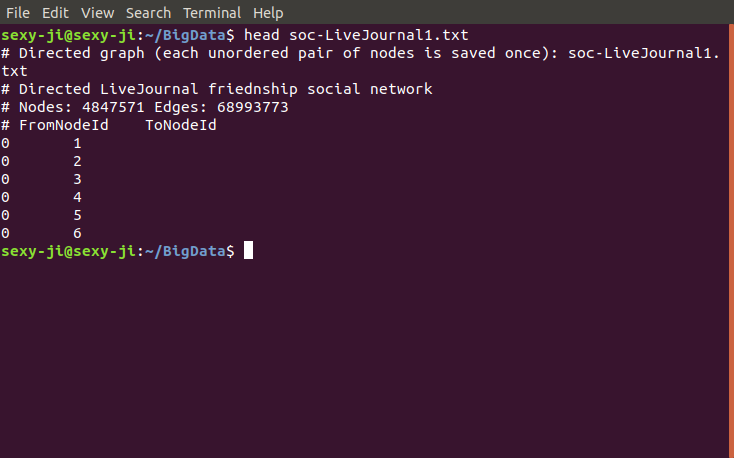 File Edit View Search Terminal Help
sexy-ji@sexy-ji:~/BigData$ head soc-LiveJournal1.txt
# Directed graph (each unordered pair of nodes is saved once): soc-LiveJournal1.
txt
# Directed LiveJournal friednship social network
# Nodes: 4847571 Edges: 68993773
# FromNodeId    ToNodeId
0       1
0       2
0       3
0       4
0       5
0       6
sexy-ji@sexy-ji:~/BigData$